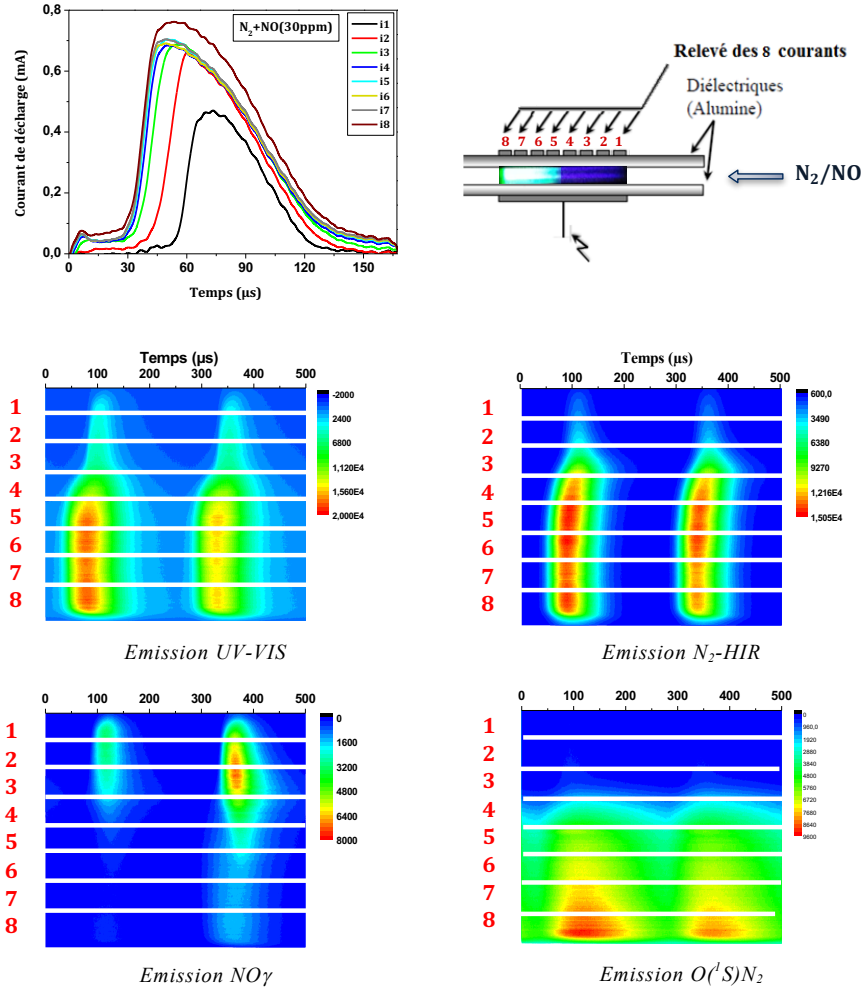 N₂+NO(30ppm)
i1
i2
i3
i4
i5
i6
i7
i8
Courant de décharge (mA)
0,8
0,6
0,4
0,2
0,0
0 30 60 90 120 150
Temps (µs)
Relevé des 8 courants
Diélectriques
(Alumine)
8 7 6 5 4 3 2 1
N₂/NO
Temps (µs)
0 100 200 300 400 500
1
2
3
4
5
6
7
8
-2000
2400
6800
1,120E4
1,560E4
2,000E4
Emission UV-VIS
Temps (µs)
0 100 200 300 400 500
1
2
3
4
5
6
7
8
600,0
3490
6380
9270
1,216E4
1,505E4
Emission N₂-HIR
0 100 200 300 400 500
1
2
3
4
5
6
7
8
0
1600
3200
4800
6400
8000
Emission NOγ
0 100 200 300 400 500
1
2
3
4
5
6
7
8
0
960,0
1920
2880
3840
4800
5760
6720
7680
8640
9600
Emission O(¹S)N₂